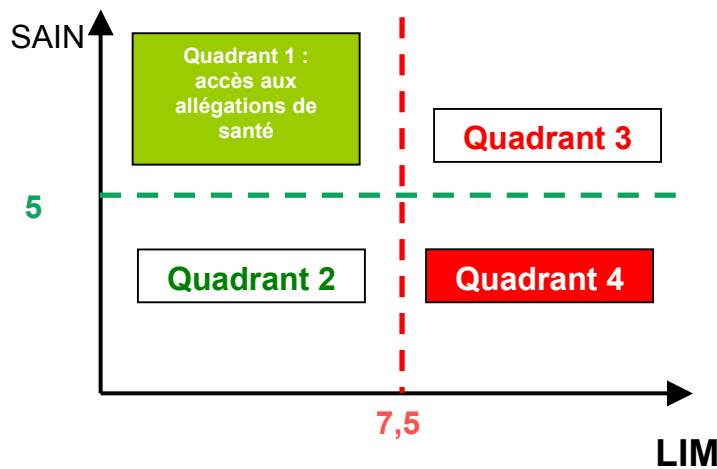 SAIN
Quadrant 1 :
accès aux
allégations de
santé
Quadrant 3
5
Quadrant 2
Quadrant 4
7,5
LIM